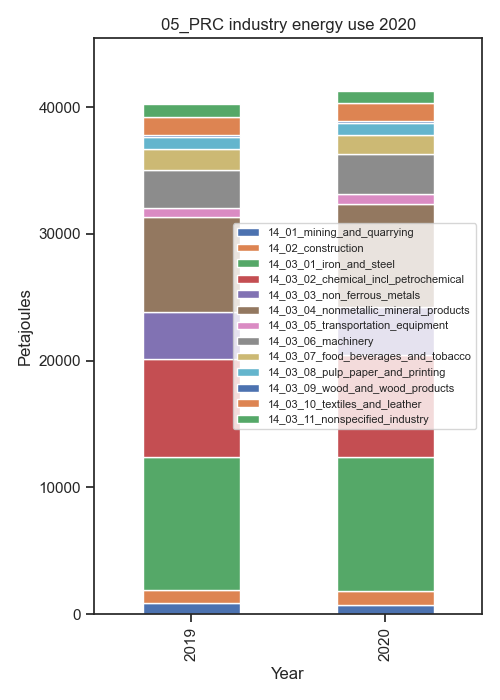 05_PRC industry energy use 2020
Petajoules
40000
30000
20000
10000
0
14_01_mining_and_quarrying
14_02_construction
14_03_01_iron_and_steel
14_03_02_chemical_incl_petrochemical
14_03_03_non_ferrous_metals
14_03_04_nonmetallic_mineral_products
14_03_05_transportation_equipment
14_03_06_machinery
14_03_07_food_beverages_and_tobacco
14_03_08_pulp_paper_and_printing
14_03_09_wood_and_wood_products
14_03_10_textiles_and_leather
14_03_11_nonspecified_industry
2019
2020
Year